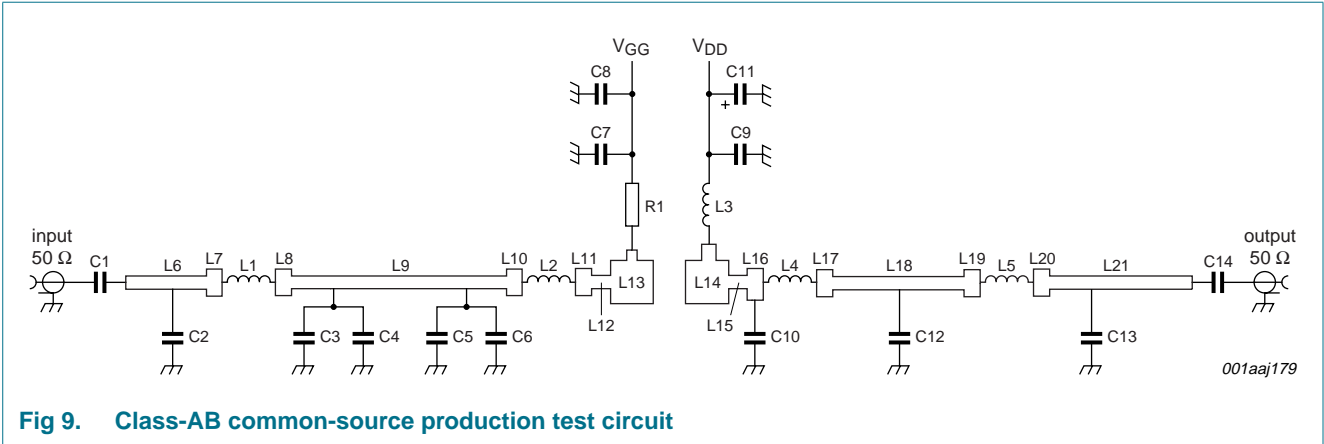 VGG
VDD
C8
C11
+
C7
C9
R1
L3
input
50 Ω
C1
L6
L7
L1
L8
L9
L10
L2
L11
L13
L12
L14
L16
L4
L17
L18
L19
L5
L20
L21
C14
output
50 Ω
L15
C2
C3
C4
C5
C6
C10
C12
C13
001aaj179
Fig 9. Class-AB common-source production test circuit